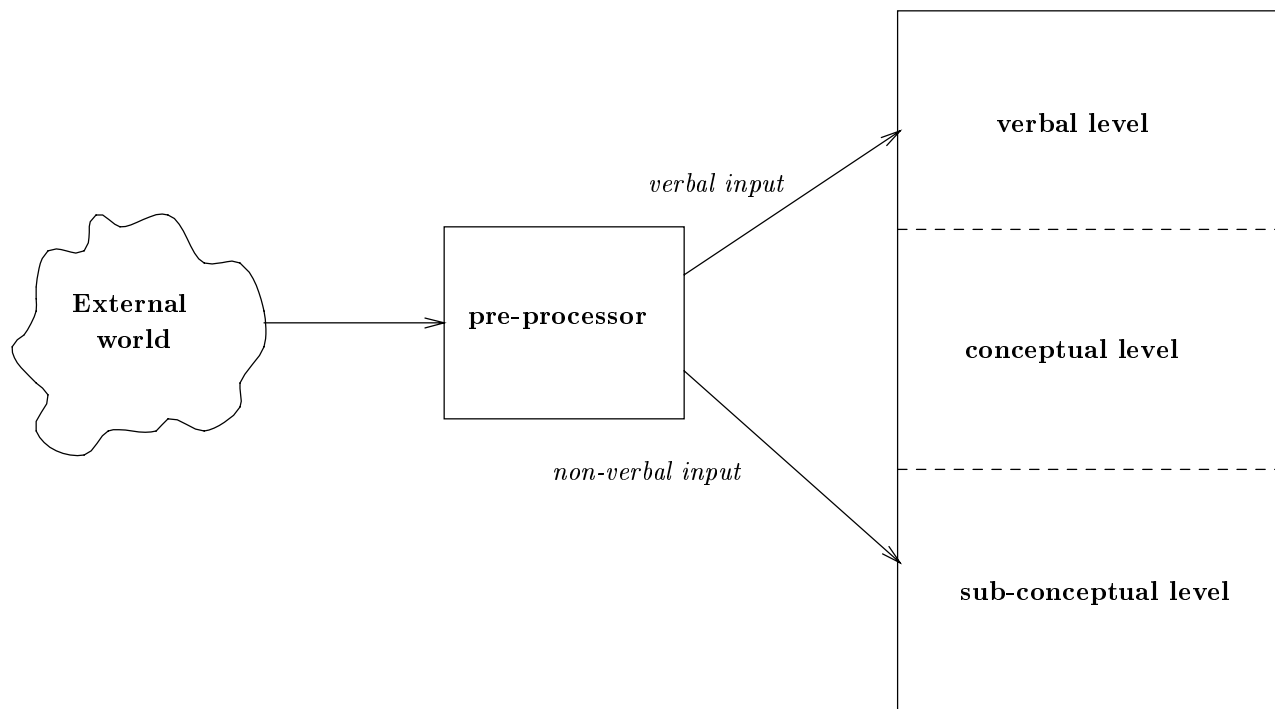 External
world
pre-processor
verbal input
non-verbal input
verbal level
conceptual level
sub-conceptual level